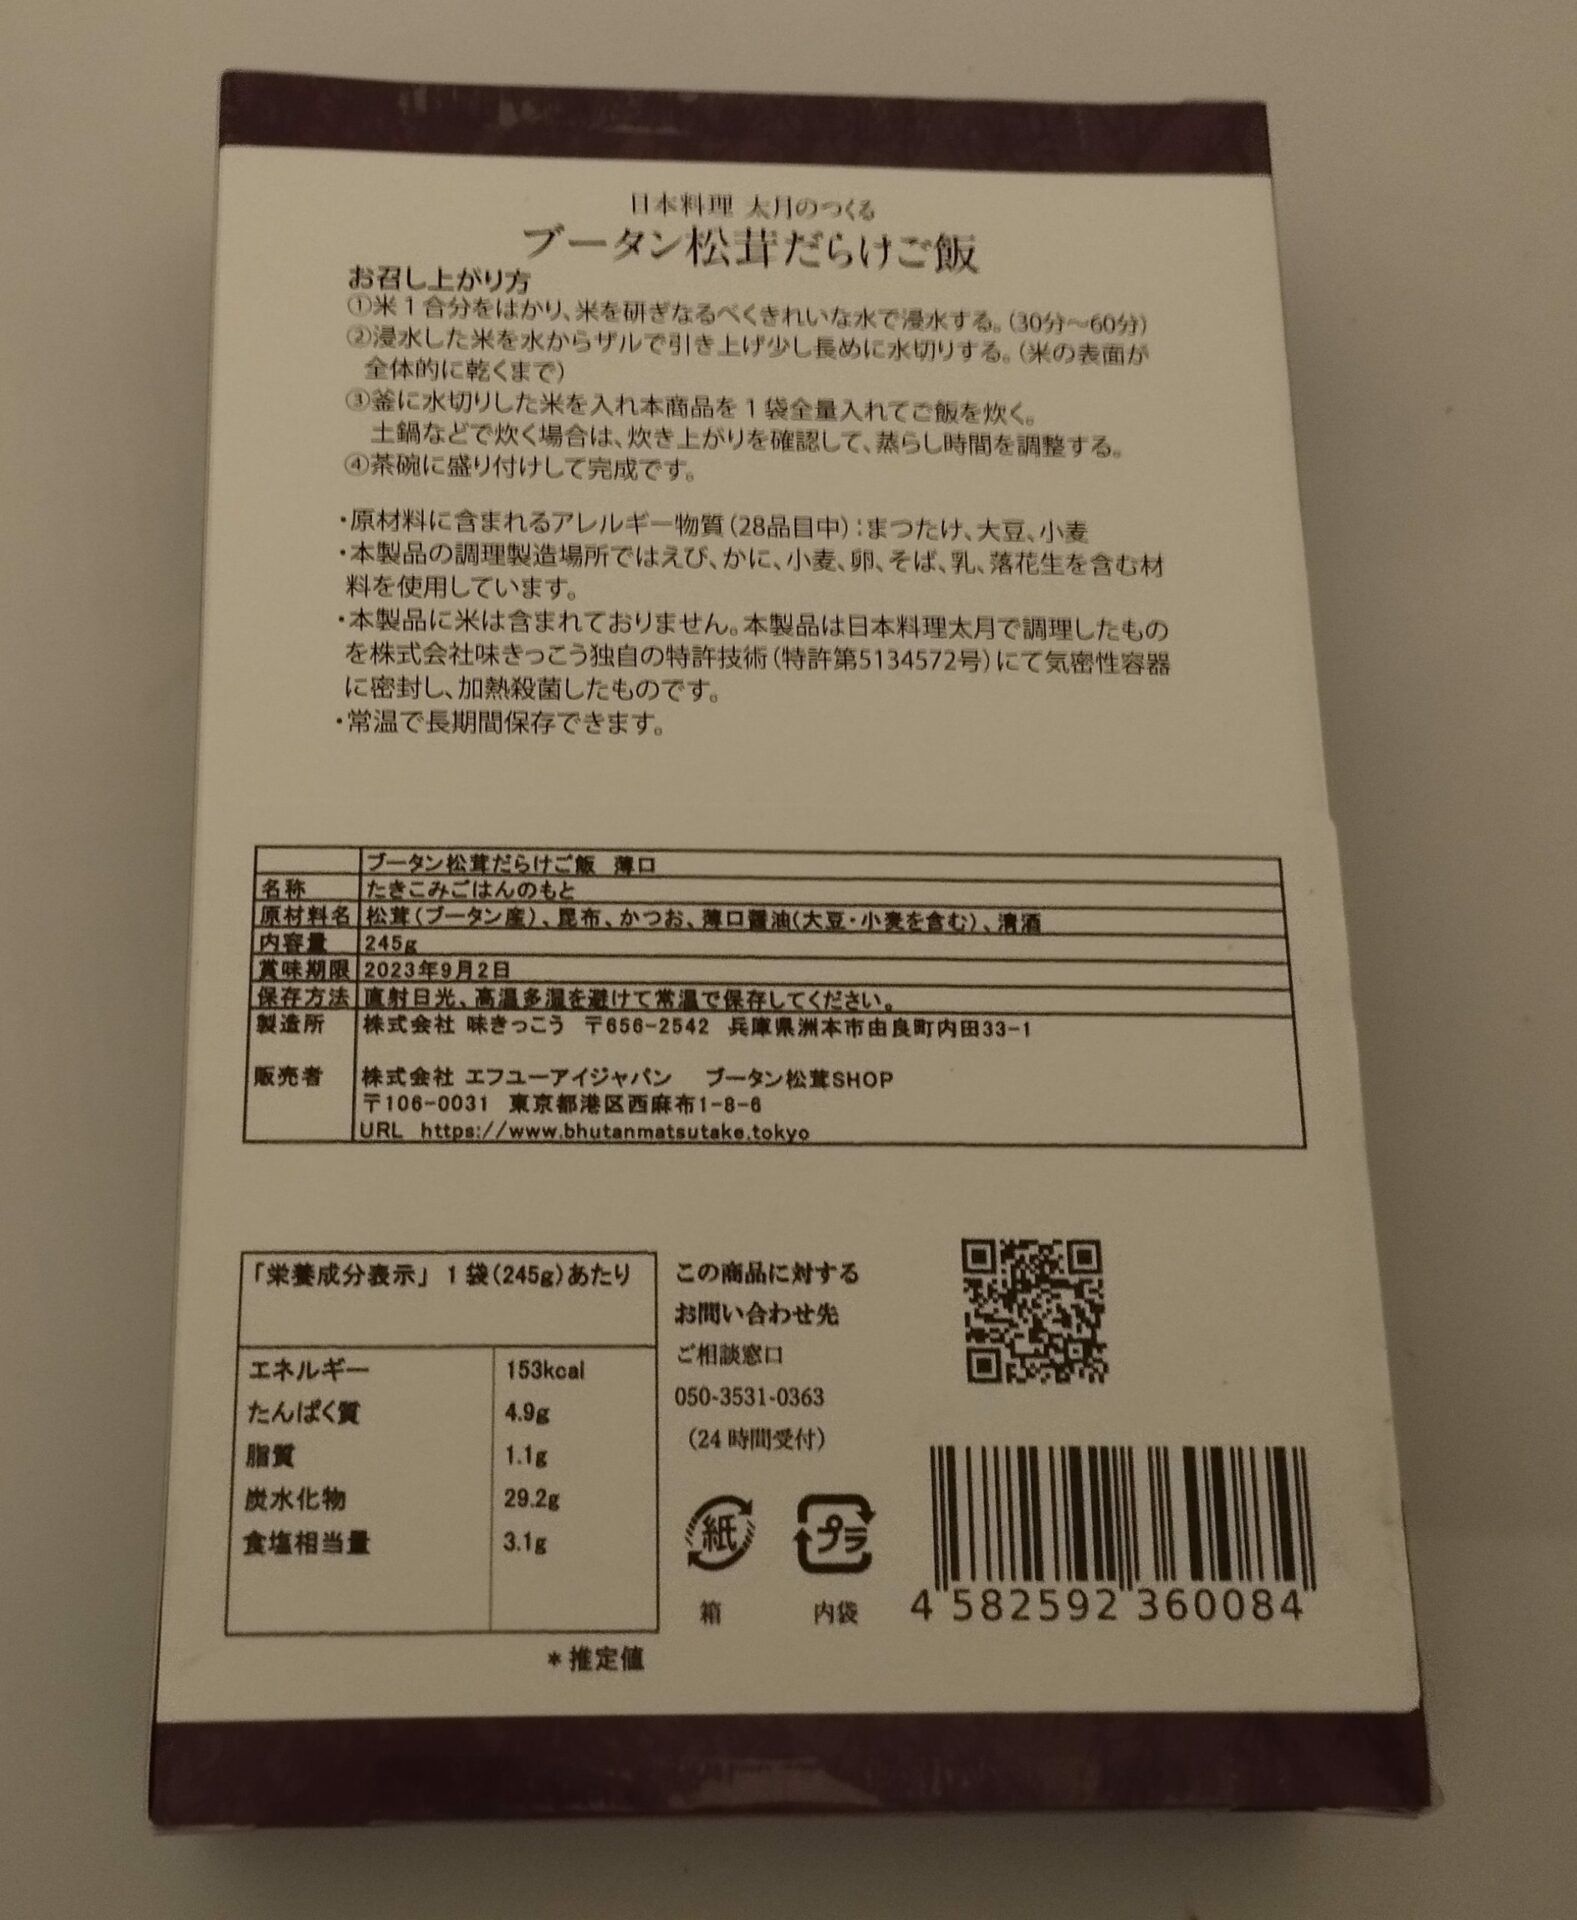 日本料理 太月のつくる
ブータン松茸だらけご飯
お召し上がり方
①米1合分をはかり、米を研ぎなるべくきれいな水で浸水する。(30分〜60分)
②浸水した米を水からザルで引き上げ少し長めに水切りする。(米の表面が
全体的に乾くまで)
③釜に水切りした米を入れ本商品を1袋全量入れてご飯を炊く。
土鍋などで炊く場合は、炊き上がりを確認して、蒸らし時間を調整する。
④茶碗に盛り付けして完成です。
・原材料に含まれるアレルギー物質(28品目中):まつたけ、大豆、小麦
・本製品の調理製造場所ではえび、かに、小麦、卵、そば、乳、落花生を含む材
料を使用しています。
・本製品に米は含まれておりません。本製品は日本料理太月で調理したもの
を株式会社味きっこう独自の特許技術(特許第5134572号)にて気密性容器
に密封し、加熱殺菌したものです。
・常温で長期間保存できます。
ブータン松茸だらけご飯 薄口
名称 たきこみごはんのもと
原材料名 松茸(ブータン産)、昆布、かつお、薄口醤油(大豆・小麦を含む)、清酒
内容量 245g
賞味期限 2023年9月2日
保存方法 直射日光、高温多湿を避けて常温で保存してください。
製造所 株式会社 味きっこう 〒656-2542 兵庫県洲本市由良町内田33-1
販売者 株式会社 エフユーアイジャパン ブータン松茸SHOP
〒106-0031 東京都港区西麻布1-8-6
URL https://www.bhutanmatsutake.tokyo
「栄養成分表示」1袋(245g)あたり
エネルギー 153kcal
たんぱく質 4.9g
脂質 1.1g
炭水化物 29.2g
食塩相当量 3.1g
*推定値
この商品に対する
お問い合わせ先
ご相談窓口
050-3531-0363
(24時間受付)
紙
プラ
箱
内袋
4 582592 360084